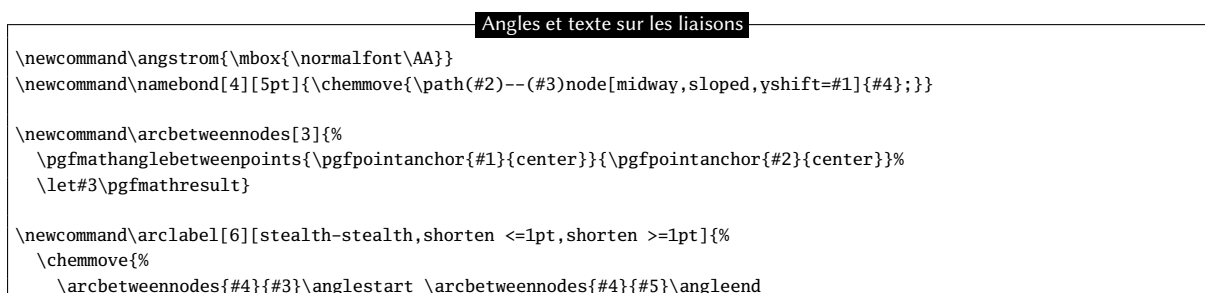 Angles et texte sur les liaisons
\newcommand\angstrom{\mbox{\normalfont\AA}}
\newcommand\namebond[4][5pt]{\chemmove{\path(#2)--(#3)node[midway,sloped,yshift=#1]{#4};}}
\newcommand\arcbetweennodes[3]{%
\pgfmathanglebetweenpoints{\pgfpointanchor{#1}{center}}{\pgfpointanchor{#2}{center}}%
\let#3\pgfmathresult}
\newcommand\arclabel[6][stealth-stealth,shorten <=1pt,shorten >=1pt]{%
\chemmove{%
\arcbetweennodes{#4}{#3}\anglestart \arcbetweennodes{#4}{#5}\angleend